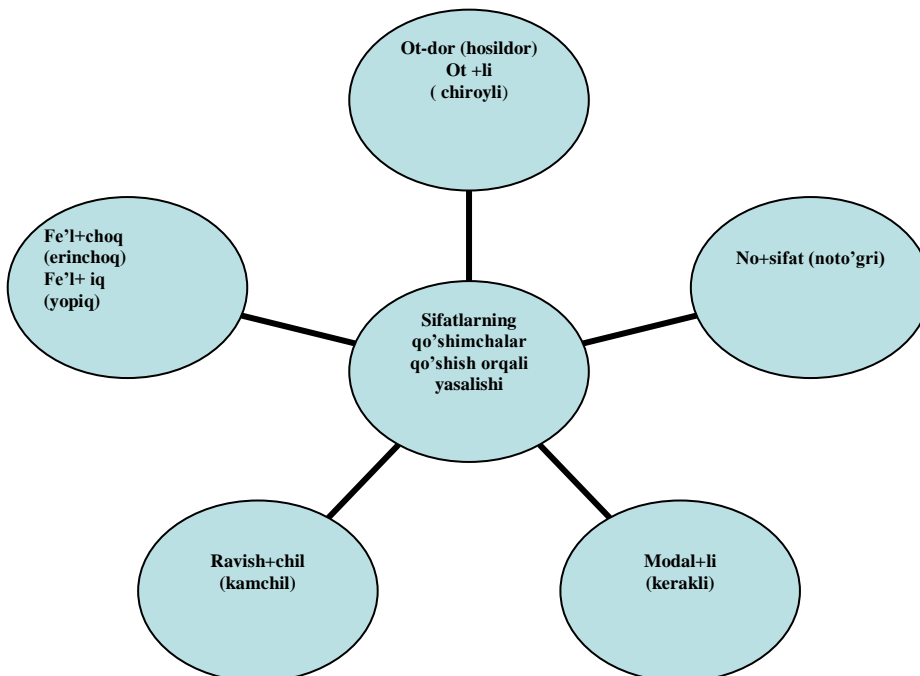 Ot-dor (hosildor)
Ot +li
( chiroyli)
Fe’l+choq
(erinchoq)
Fe’l+ iq
(yopiq)
No+sifat (noto’gri)
Sifatlarning
qo’shimchalar
qo’shish orqali
yasalishi
Ravish+chil
(kamchil)
Modal+li
(kerakli)